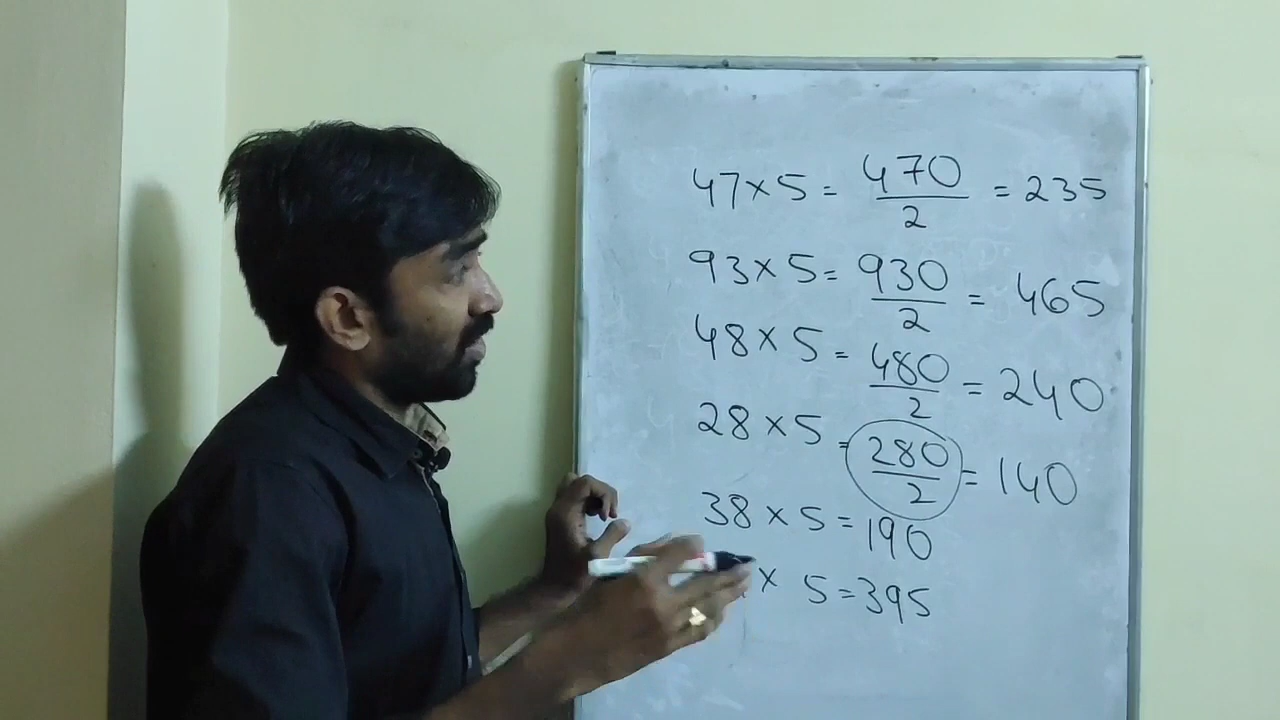 47×5 = 470/2 = 235
93×5 = 930/2 = 465
48×5 = 480/2 = 240
28×5 = 280/2 = 140
38×5 = 190
× 5 = 395